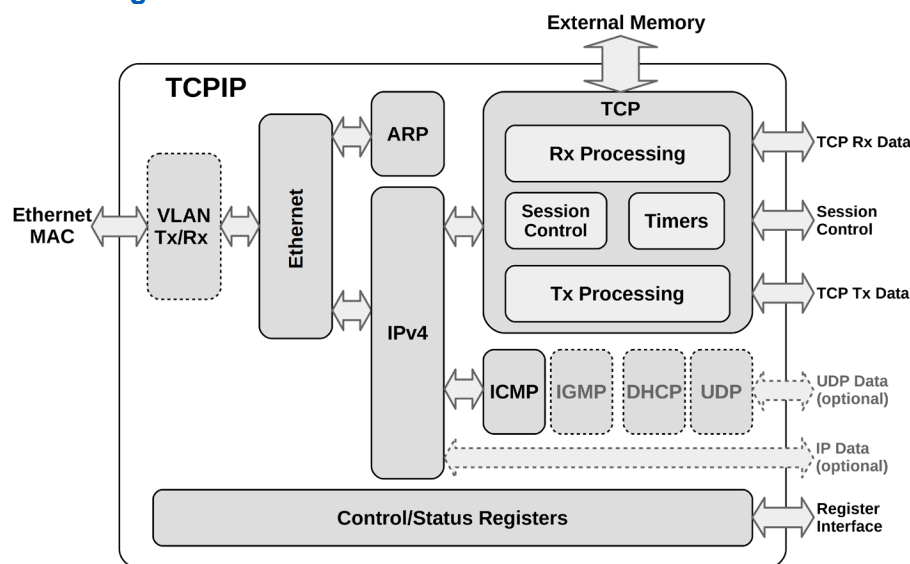 External Memory
TCPIP
ARP
TCP
Rx Processing
TCP Rx Data
Ethernet
MAC
VLAN
Tx/Rx
Ethernet
Session
Control
Timers
Session
Control
Tx Processing
TCP Tx Data
IPv4
ICMP
IGMP
DHCP
UDP
UDP Data
(optional)
IP Data
(optional)
Control/Status Registers
Register
Interface